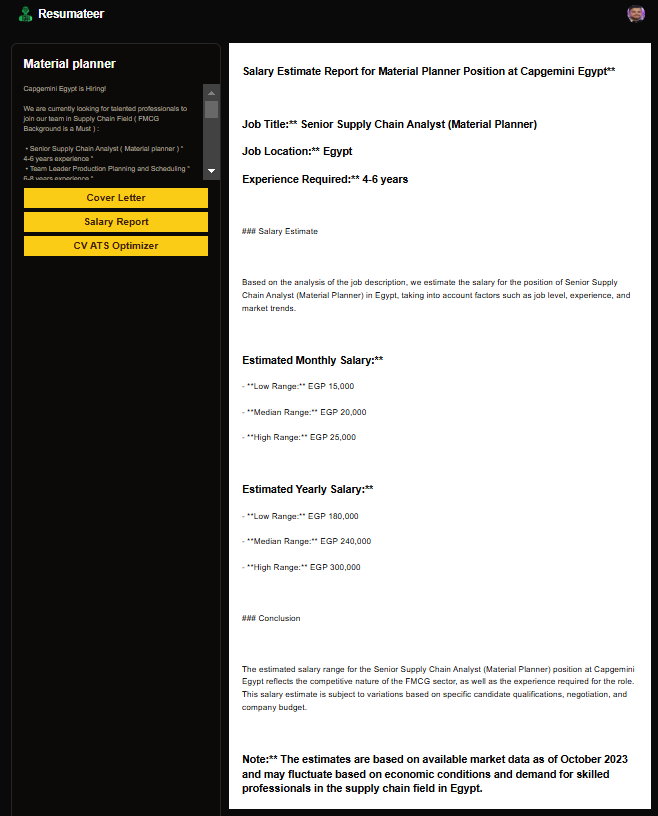 Resumateer
Material planner
Capgemini Egypt is Hiring!
We are currently looking for talented professionals to
join our team in Supply Chain Field ( FMCG
Background is a Must ) :
• Senior Supply Chain Analyst ( Material planner ) "
4-6 years experience "
• Team Leader Production Planning and Scheduling "
6-8 years experience "
Cover Letter
Salary Report
CV ATS Optimizer
Salary Estimate Report for Material Planner Position at Capgemini Egypt**
Job Title:** Senior Supply Chain Analyst (Material Planner)
Job Location:** Egypt
Experience Required:** 4-6 years
### Salary Estimate
Based on the analysis of the job description, we estimate the salary for the position of Senior Supply
Chain Analyst (Material Planner) in Egypt, taking into account factors such as job level, experience, and
market trends.
Estimated Monthly Salary:**
- **Low Range:** EGP 15,000
- **Median Range:** EGP 20,000
- **High Range:** EGP 25,000
Estimated Yearly Salary:**
- **Low Range:** EGP 180,000
- **Median Range:** EGP 240,000
- **High Range:** EGP 300,000
### Conclusion
The estimated salary range for the Senior Supply Chain Analyst (Material Planner) position at Capgemini
Egypt reflects the competitive nature of the FMCG sector, as well as the experience required for the role.
This salary estimate is subject to variations based on specific candidate qualifications, negotiation, and
company budget.
Note:** The estimates are based on available market data as of October 2023
and may fluctuate based on economic conditions and demand for skilled
professionals in the supply chain field in Egypt.